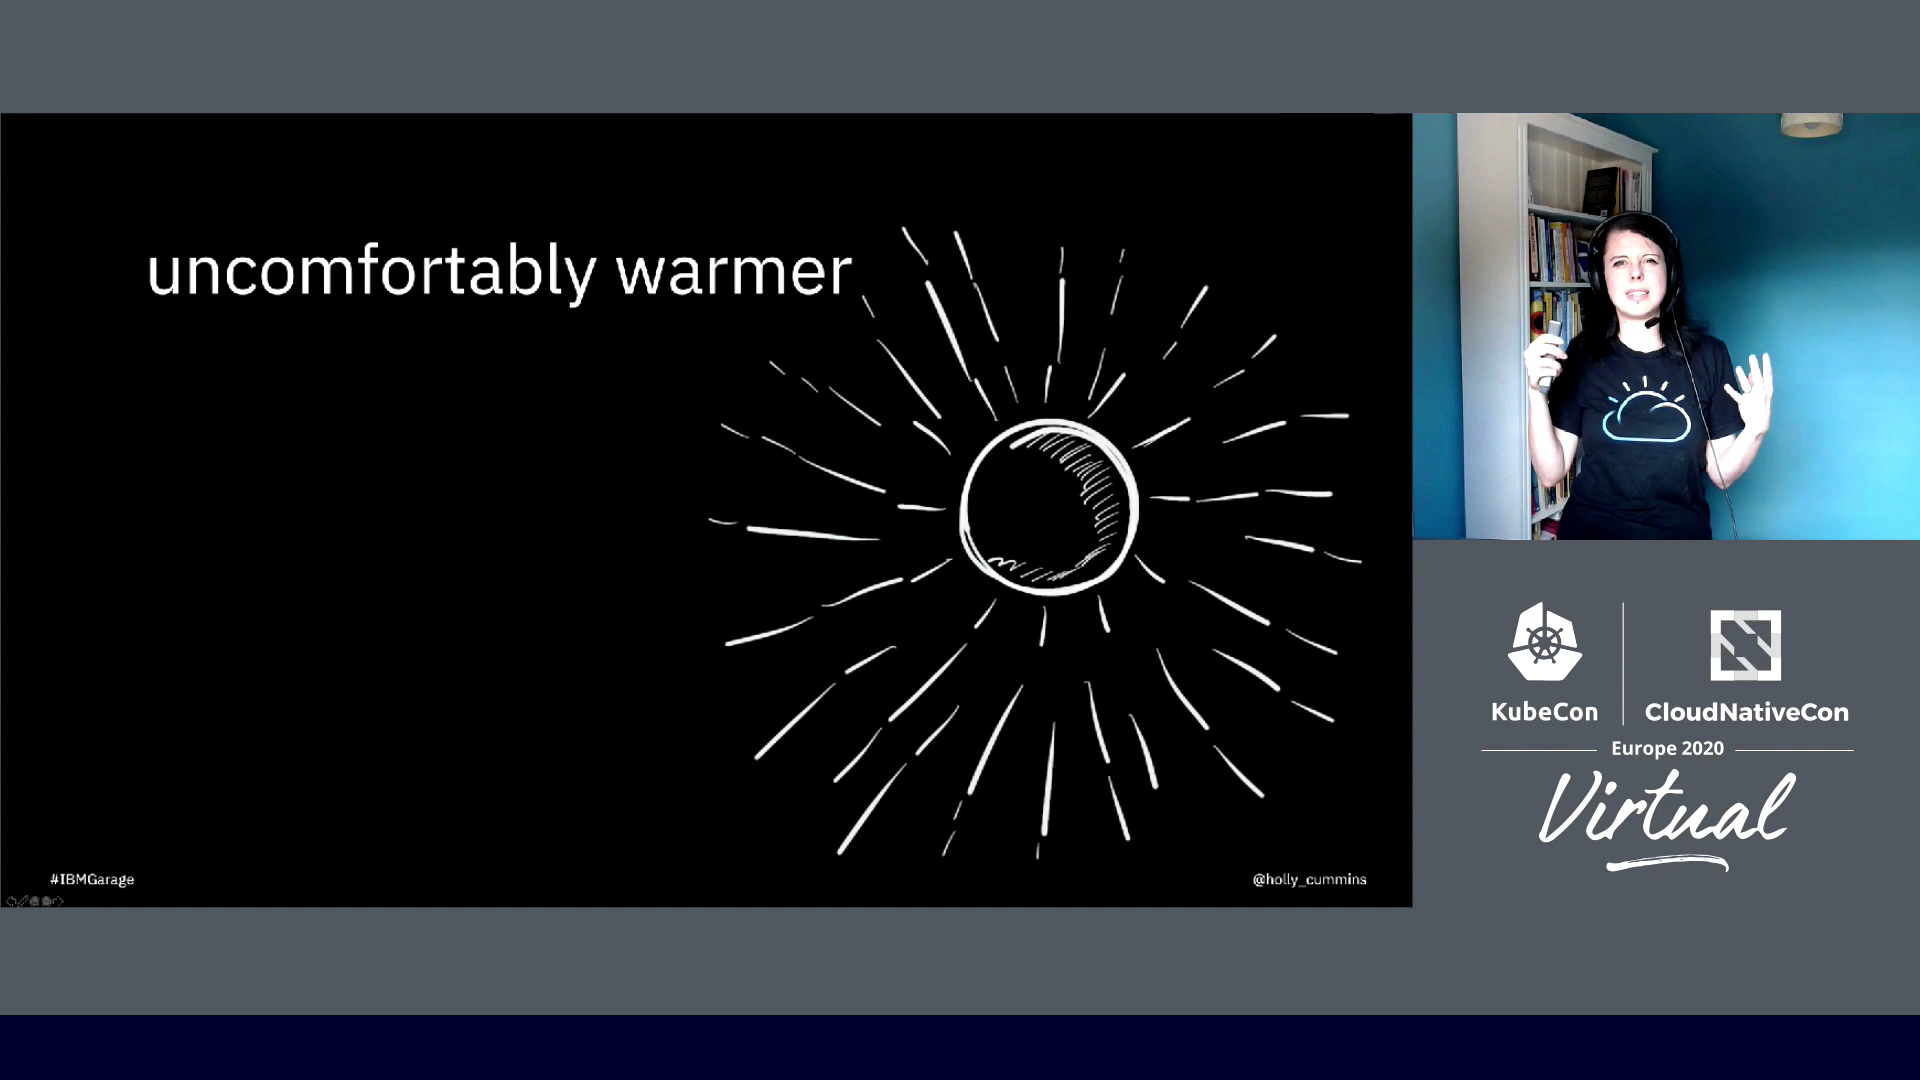 uncomfortably warmer
#IBMGarage
@holly_cummins
KubeCon
CloudNativeCon
Europe 2020
Virtual